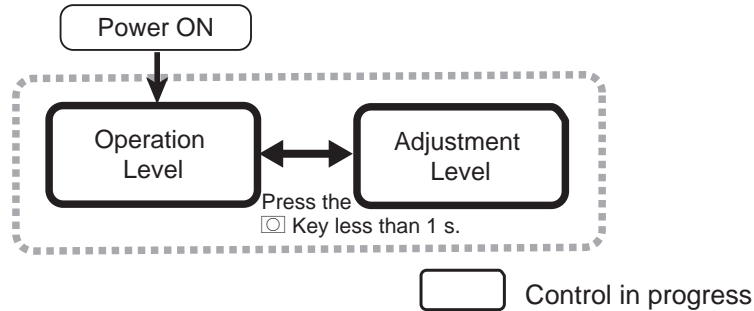 Power ON
Operation
Level
Adjustment
Level
Press the
Key less than 1 s.
Control in progress